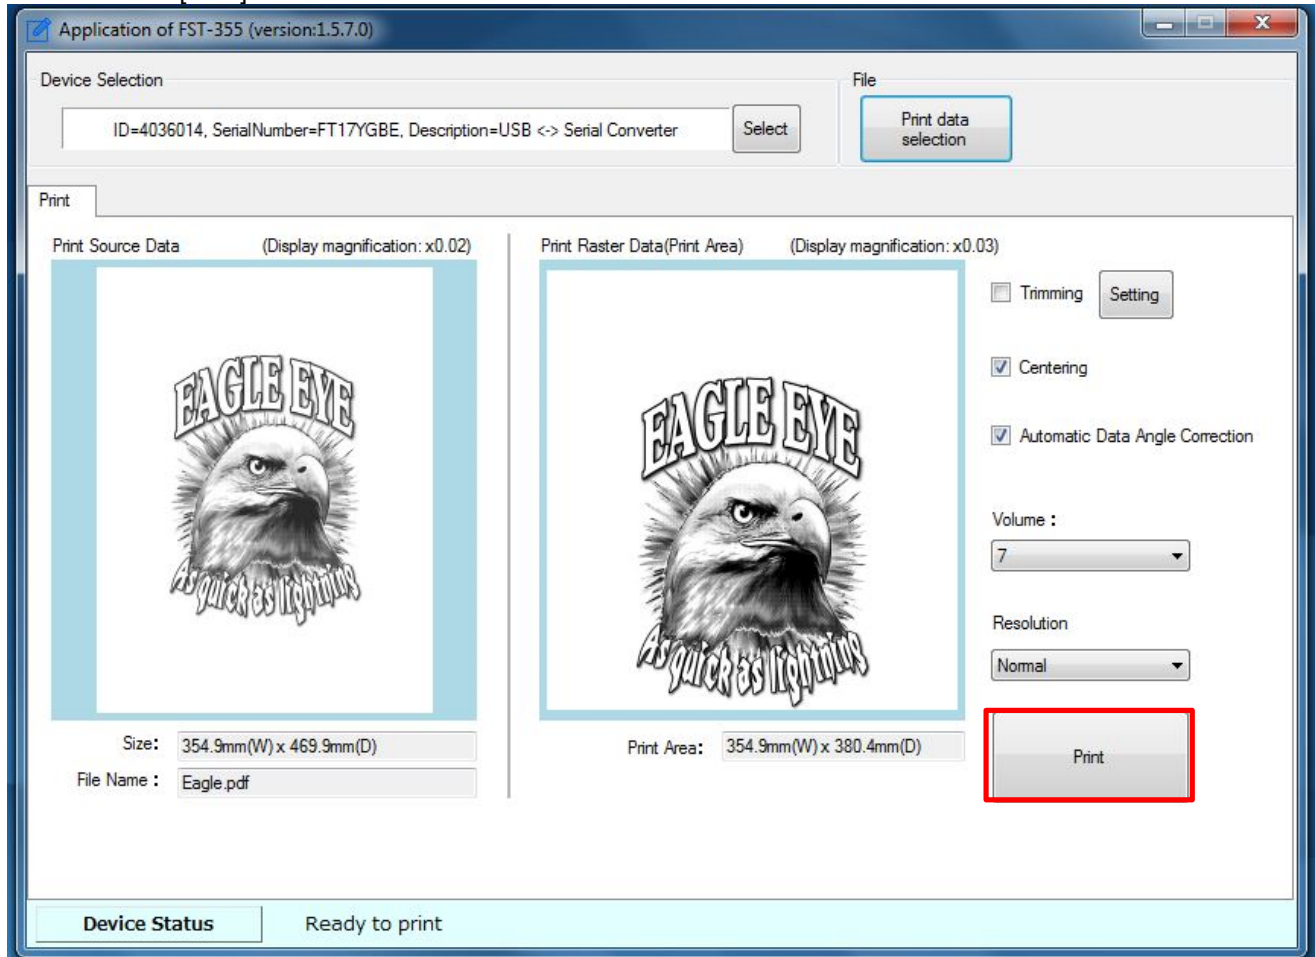 Application of FST-355 (version:1.5.7.0)
Device Selection
File
ID=4036014, SerialNumber=FT17YGBE, Description=USB <-> Serial Converter
Select
Print data
selection
Print
Print Source Data
(Display magnification: x0.02)
Print Raster Data(Print Area)
(Display magnification: x0.03)
EAGLE EYE
As quick as lightning
EAGLE EYE
As quick as lightning
Trimming
Setting
Centering
Automatic Data Angle Correction
Volume :
7
Resolution
Normal
Print
Size: 354.9mm(W) x 469.9mm(D)
File Name : Eagle.pdf
Print Area: 354.9mm(W) x 380.4mm(D)
Device Status
Ready to print